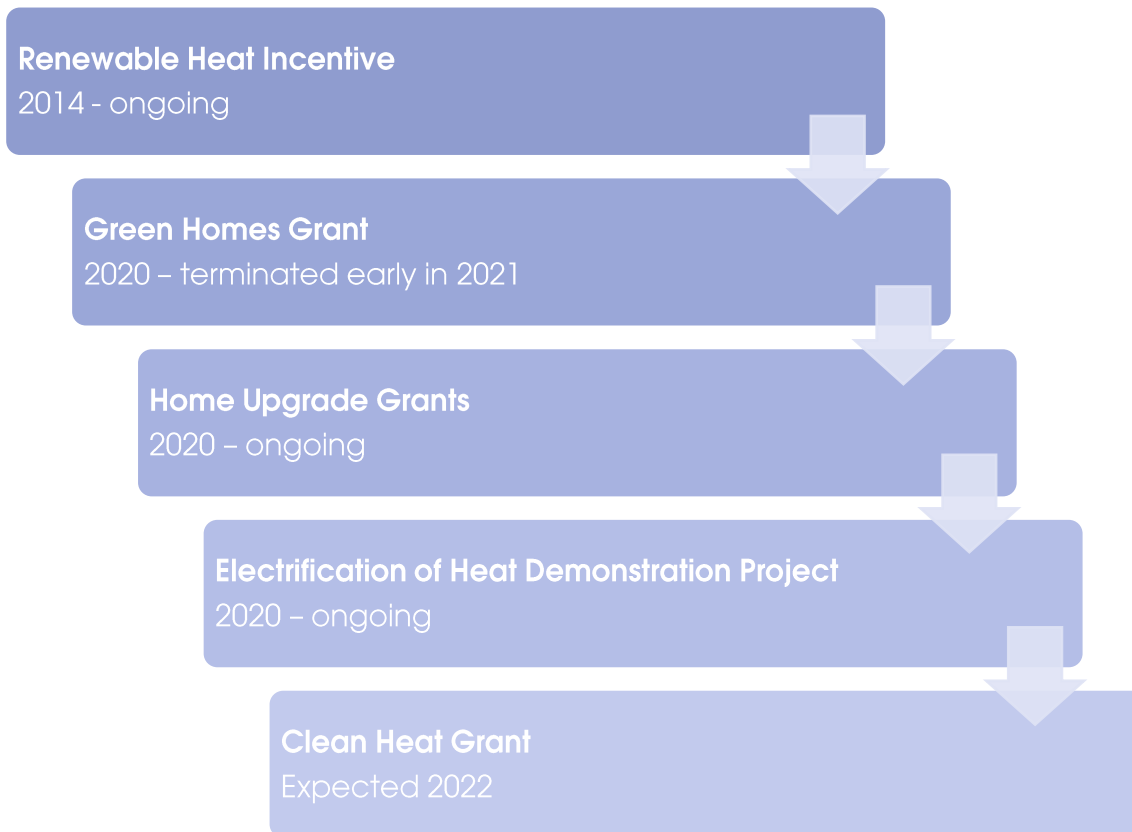 Renewable Heat Incentive
2014 - ongoing
Green Homes Grant
2020 – terminated early in 2021
Home Upgrade Grants
2020 – ongoing
Electrification of Heat Demonstration Project
2020 – ongoing
Clean Heat Grant
Expected 2022